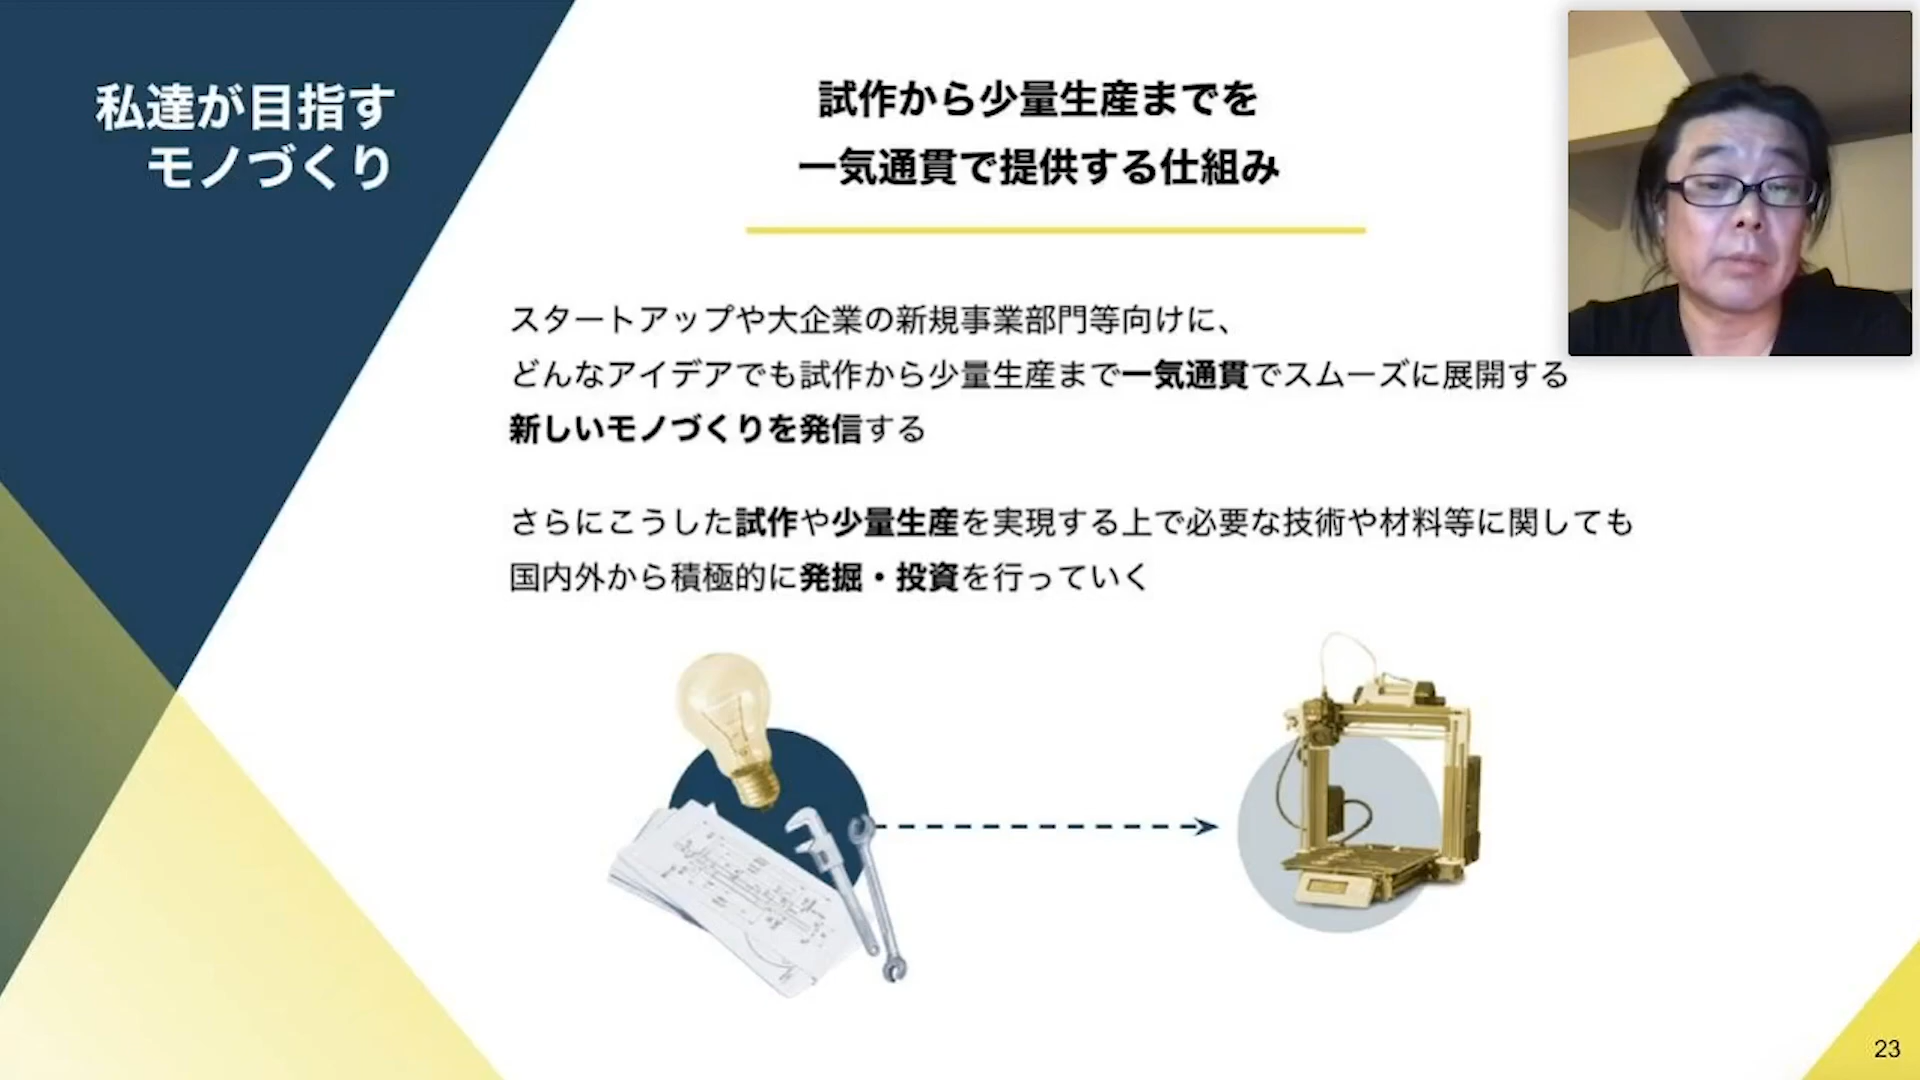 私達が目指す
モノづくり
試作から少量生産までを
一気通貫で提供する仕組み
スタートアップや大企業の新規事業部門等向けに、
どんなアイデアでも試作から少量生産まで一気通貫でスムーズに展開する
新しいモノづくりを発信する
さらにこうした試作や少量生産を実現する上で必要な技術や材料等に関しても
国内外から積極的に発掘・投資を行っていく
23